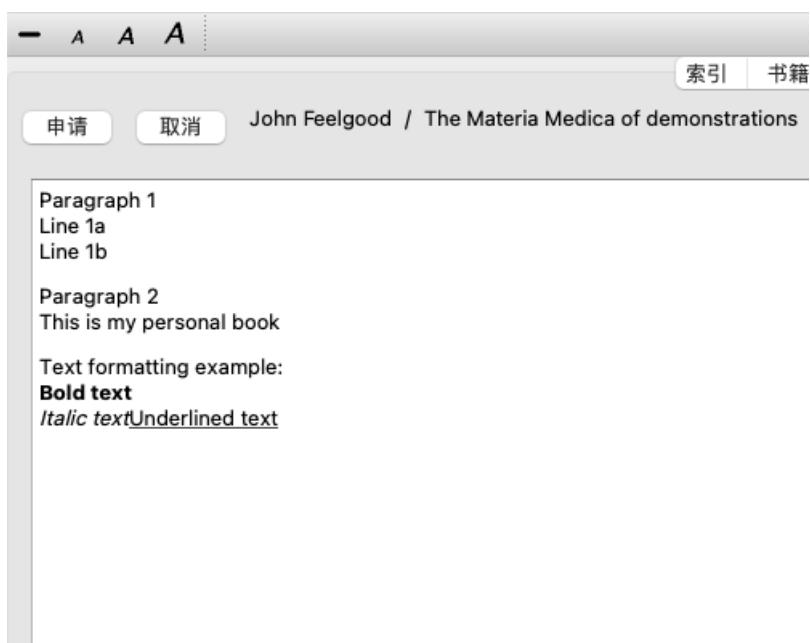 A A A
索引 书籍
申请 取消 John Feelgood / The Materia Medica of demonstrations
Paragraph 1
Line 1a
Line 1b
Paragraph 2
This is my personal book
Text formatting example:
Bold text
Italic textUnderlined text